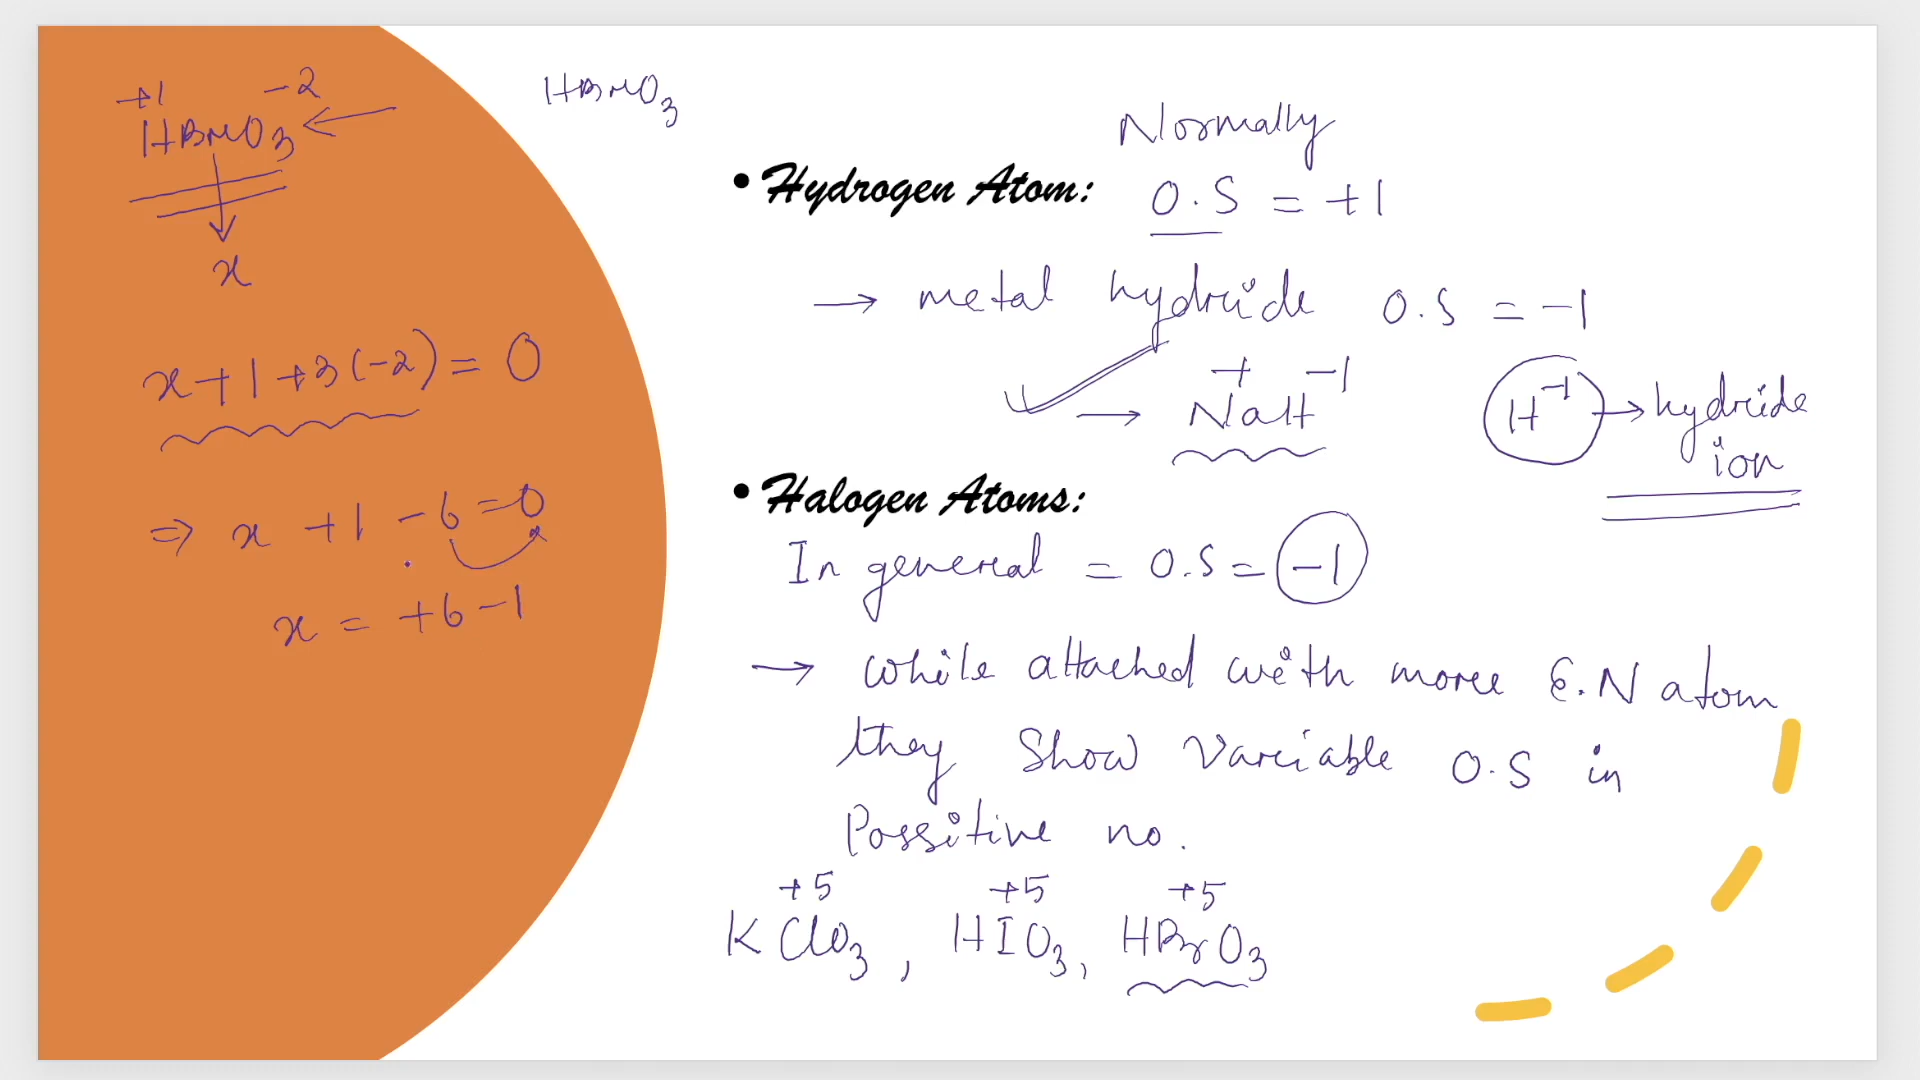 +1 -2
HBrO3
x
x+1+3(-2)=0
⇒ x +1 -6=0
x = +6-1
HBrO3
Normally
• Hydrogen Atom: O.S = +1
→ metal hydride O.S = -1
+ -1
→ NaH
H-1 → hydride
ion
• Halogen Atoms:
In general = O.S = -1
→ while attached with more E.N atom
they Show Variable O.S in
Possitive no.
+5 +5 +5
KClO3, HIO3, HBrO3